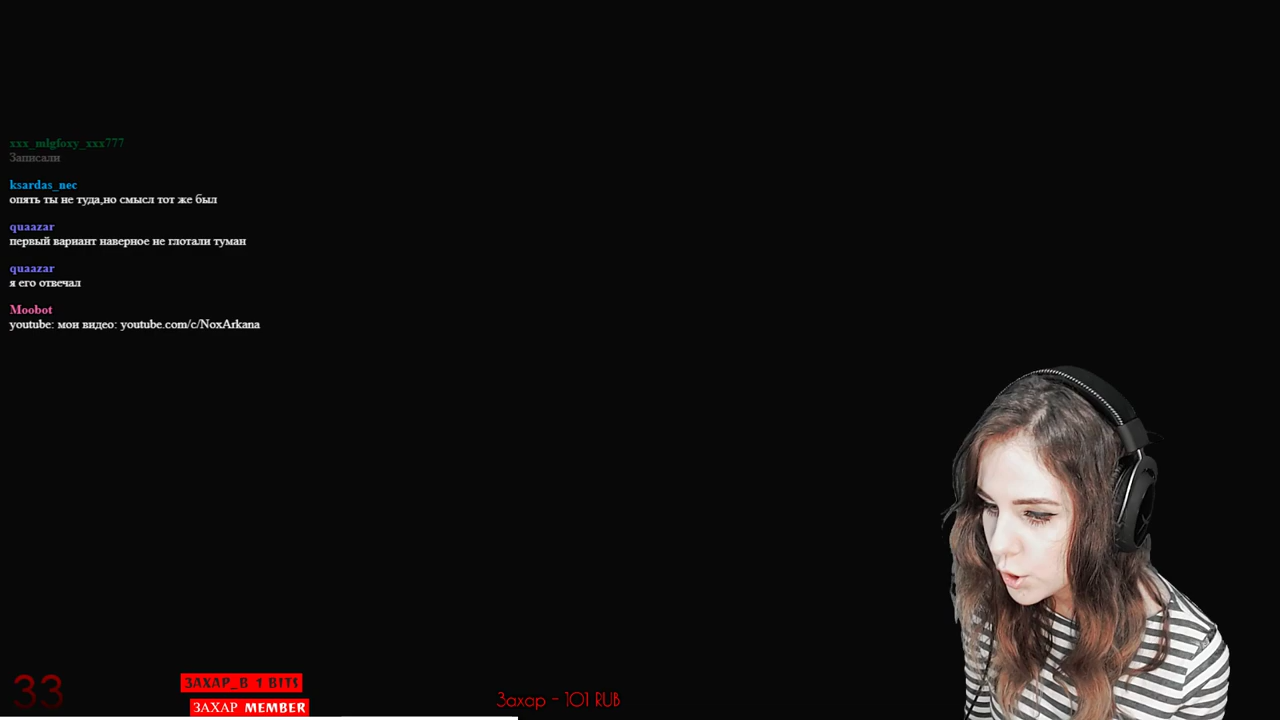 xxx_mlgfoxy_xxx777
Записали
ksardas_nec
опять ты не туда,но смысл тот же был
quaazar
первый вариант наверное не глотали туман
quaazar
я его отвечал
Moobot
youtube: мои видео: youtube.com/c/NoxArkana
33
ЗАХАР_В 1 BITS
ЗАХАР MEMBER
Захар - 101 RUB